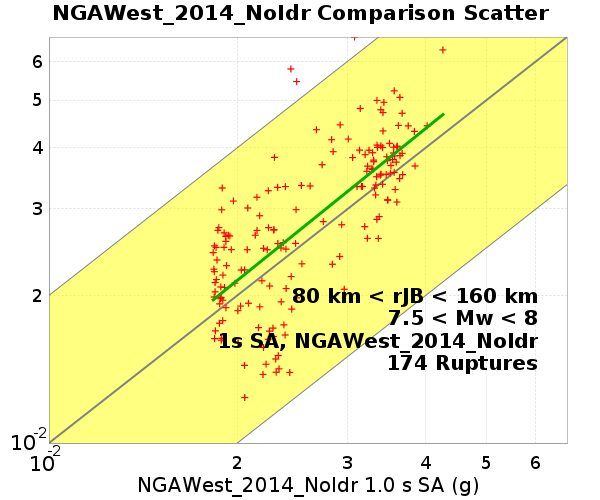 NGAWest_2014_NoIdr Comparison Scatter
6
5
4
3
2
10-2
80 km < rJB < 160 km
7.5 < Mw < 8
1s SA, NGAWest_2014_NoIdr
174 Ruptures
10-2
2
3
4
5
6
NGAWest_2014_NoIdr 1.0 s SA (g)